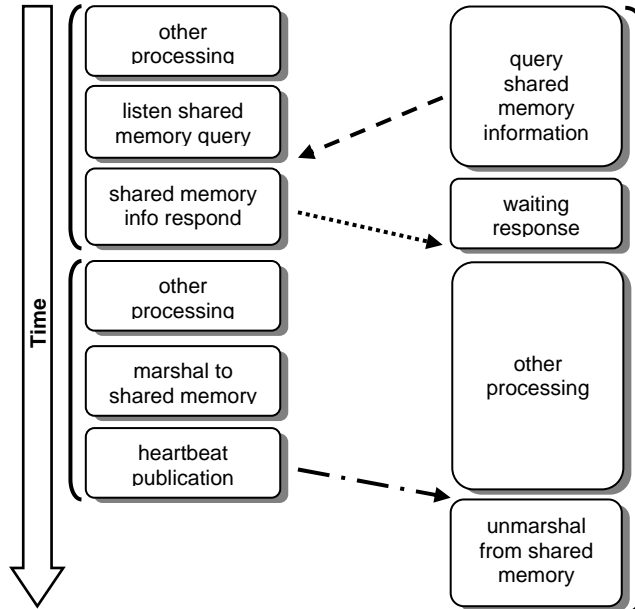 Time
other
processing
listen shared
memory query
shared memory
info respond
other
processing
marshal to
shared memory
heartbeat
publication
query
shared
memory
information
waiting
response
other
processing
unmarshal
from shared
memory